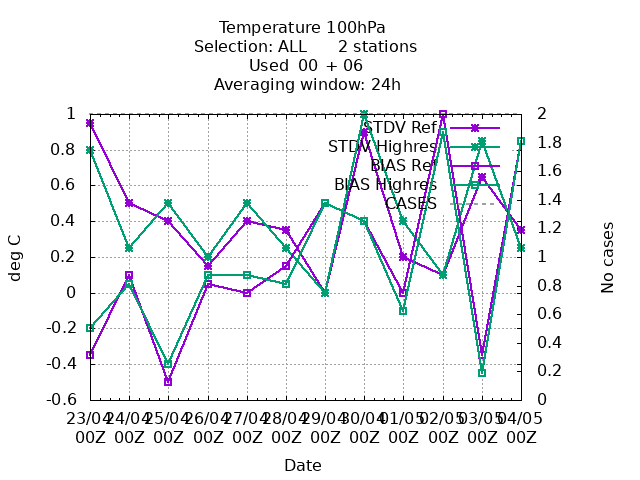 Temperature 100hPa
Selection: ALL 2 stations
Used 00 + 06
Averaging window: 24h
1
0.8
0.6
0.4
0.2
0
-0.2
-0.4
-0.6
deg C
2
1.8
1.6
1.4
1.2
1
0.8
0.6
0.4
0.2
0
No cases
STDV Ref
STDV Highres
BIAS Ref
BIAS Highres
CASES
23/04 24/04 25/04 26/04 27/04 28/04 29/04 30/04 01/05 02/05 03/05 04/05
00Z 00Z 00Z 00Z 00Z 00Z 00Z 00Z 00Z 00Z 00Z 00Z
Date